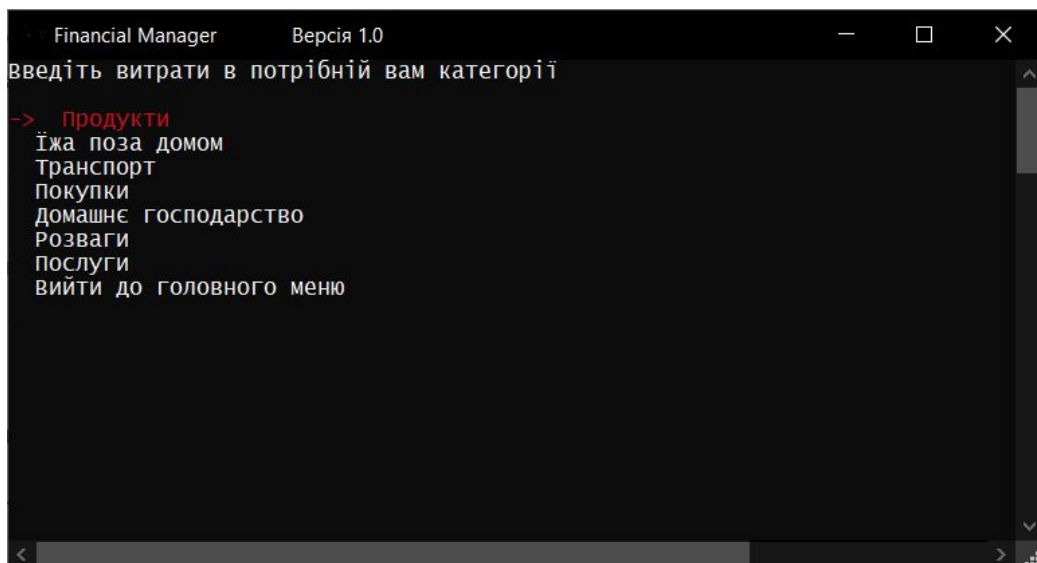 Financial Manager Версія 1.0
Введіть витрати в потрібній вам категорії
-> Продукти
Їжа поза домом
Транспорт
Покупки
Домашнє господарство
Розваги
Послуги
Вийти до головного меню